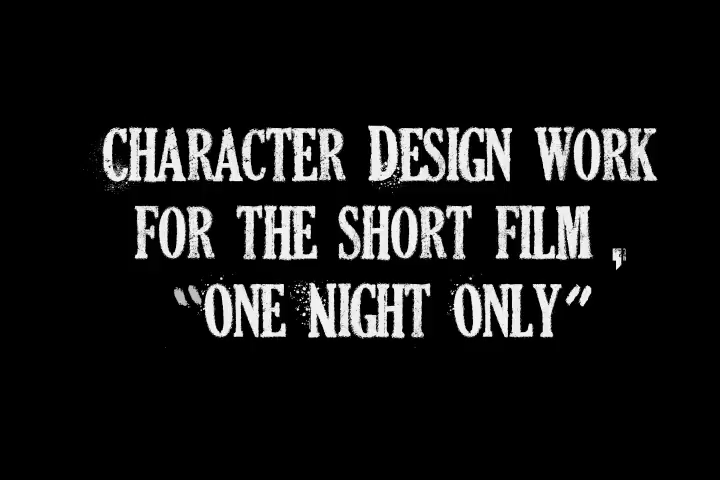 CHARACTER DESIGN WORK
FOR THE SHORT FILM ,
“ONE NIGHT ONLY”